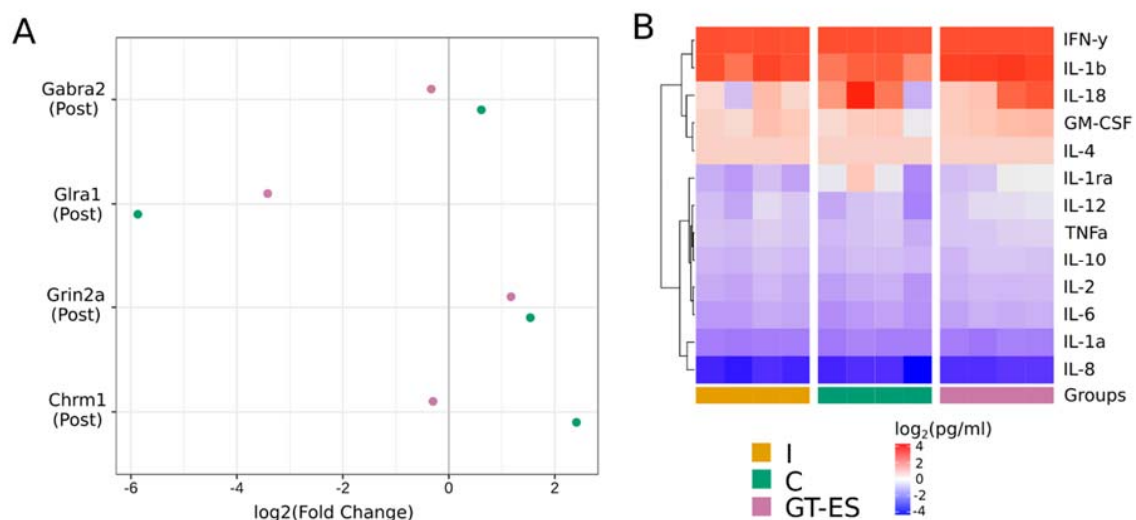 A
Gabra2
(Post)
Glra1
(Post)
Grin2a
(Post)
Chrm1
(Post)
-6 -4 -2 0 2
log2(Fold Change)
B
IFN-y
IL-1b
IL-18
GM-CSF
IL-4
IL-1ra
IL-12
TNFa
IL-10
IL-2
IL-6
IL-1a
IL-8
Groups
I
C
GT-ES
log2(pg/ml)
4
2
0
-2
-4